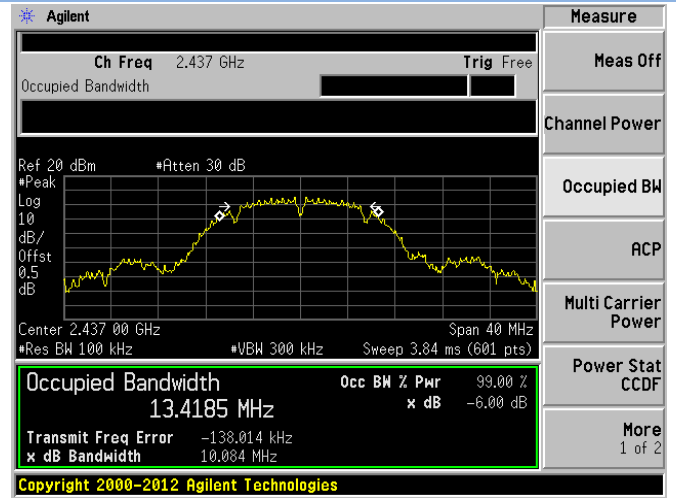 Agilent
Measure
Ch Freq 2.437 GHz Trig Free
Occupied Bandwidth
Meas Off
Channel Power
Occupied BW
ACP
Multi Carrier
Power
Power Stat
CCDF
More
1 of 2
Ref 20 dBm #Atten 30 dB
#Peak
Log
10
dB/
Offst
0.5
dB
Center 2.437 00 GHz Span 40 MHz
#Res BW 100 kHz #VBW 300 kHz Sweep 3.84 ms (601 pts)
Occupied Bandwidth Occ BW % Pwr 99.00 %
13.4185 MHz x dB -6.00 dB
Transmit Freq Error -138.014 kHz
x dB Bandwidth 10.084 MHz
Copyright 2000-2012 Agilent Technologies